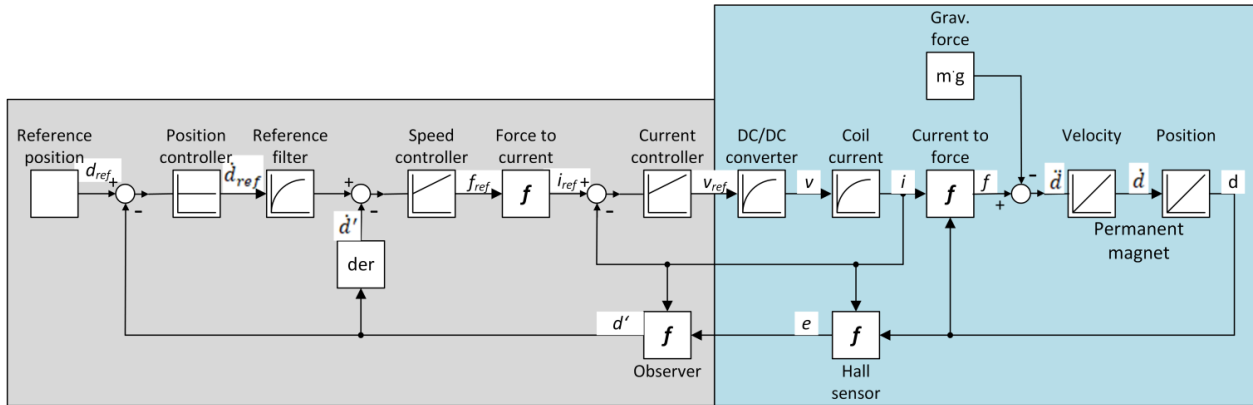 Grav.
force
m·g
Reference
position
Position
controller
Reference
filter
Speed
controller
Force to
current
Current
controller
DC/DC
converter
Coil
current
Current to
force
Velocity
Position
d_ref
+
-
ḋ_ref
+
-
f_ref
f
i_ref
+
-
v_ref
v
i
f
f
-
+
d̈
ḋ
d
Permanent
magnet
ḋ'
der
d'
f
Observer
e
f
Hall
sensor